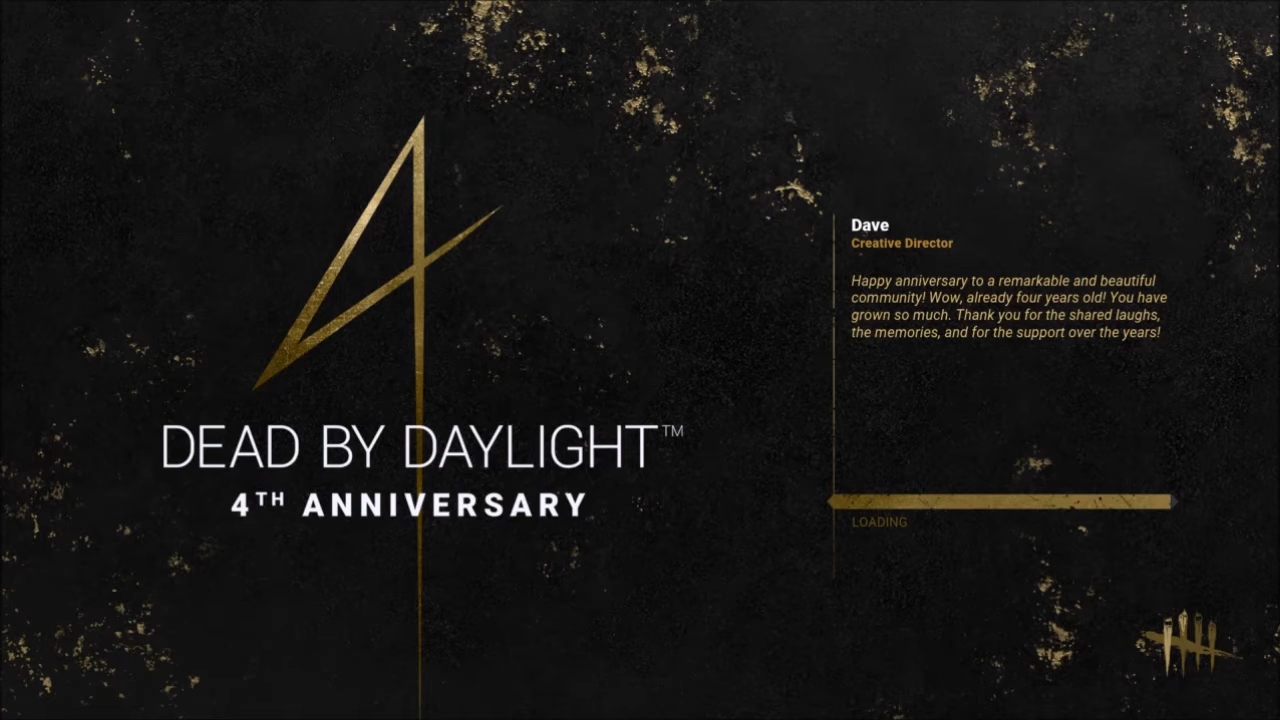 4
DEAD BY DAYLIGHT™
4TH ANNIVERSARY
Dave
Creative Director
Happy anniversary to a remarkable and beautiful
community! Wow, already four years old! You have
grown so much. Thank you for the shared laughs,
the memories, and for the support over the years!
LOADING